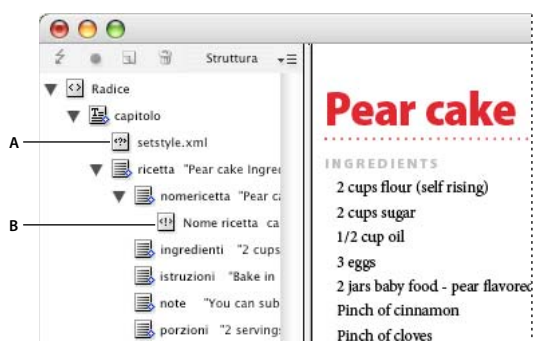 Struttura
Radice
capitolo
A
setstyle.xml
ricetta "Pear cake Ingre
nomericetta "Pear c
B
Nome ricetta ca
ingredienti "2 cups
istruzioni "Bake in
note "You can sub
porzioni "2 serving
Pear cake
INGREDIENTS
2 cups flour (self rising)
2 cups sugar
1/2 cup oil
3 eggs
2 jars baby food - pear flavored
Pinch of cinnamon
Pinch of cloves